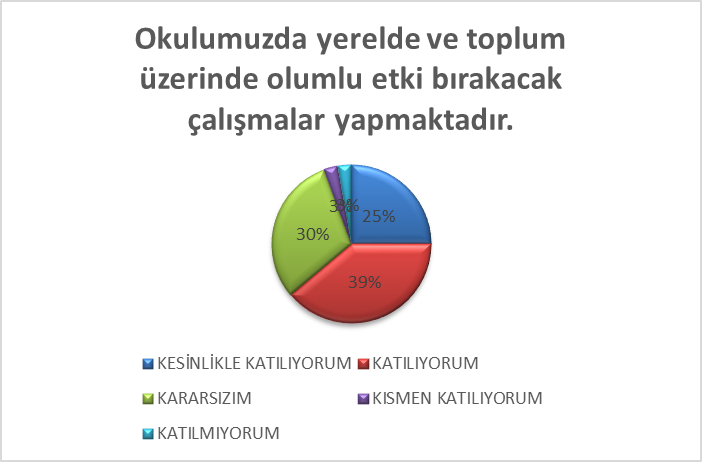 Okulumuzda yerelde ve toplum
üzerinde olumlu etki bırakacak
çalışmalar yapmaktadır.
25%
39%
30%
3%
3%
KESİNLİKLE KATILIYORUM
KATILIYORUM
KARARSIZIM
KISMEN KATILIYORUM
KATILMIYORUM